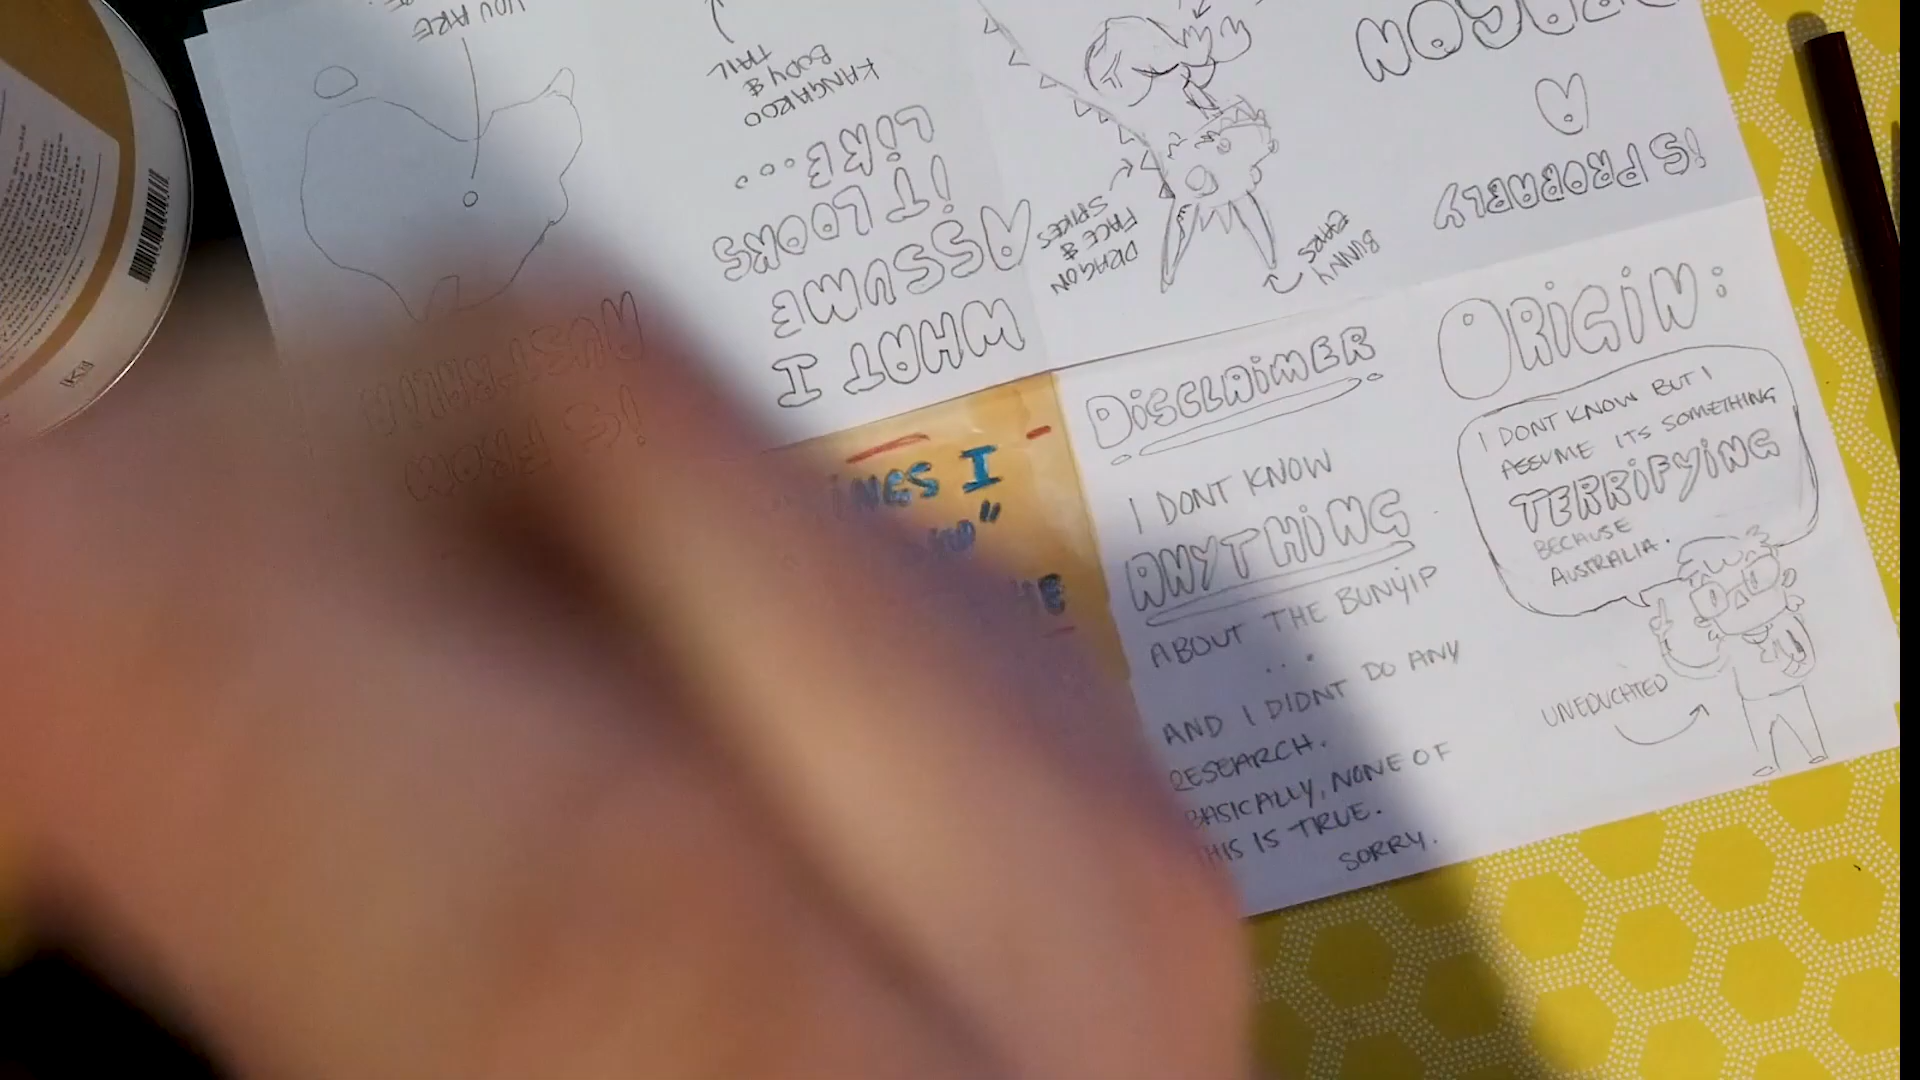 DISCLAIMER
I DONT KNOW
ANYTHING
ABOUT THE BUNYIP
...
AND I DIDNT DO ANY
RESEARCH.
BASICALLY, NONE OF
THIS IS TRUE.
SORRY.
ORIGIN:
I DONT KNOW BUT I
ASSUME ITS SOMETHING
TERRIFYING
BECAUSE
AUSTRALIA.
UNEDUCATED
I
IS PROBABLY
A
BUNNY
EARS
DRAGON
FACE &
SPIKES
WHAT I
ASSUME
IT LOOKS
LIKE...
KANGAROO
BODY &
TAIL
IS FROM
AUSTRALIA
YOU ARE